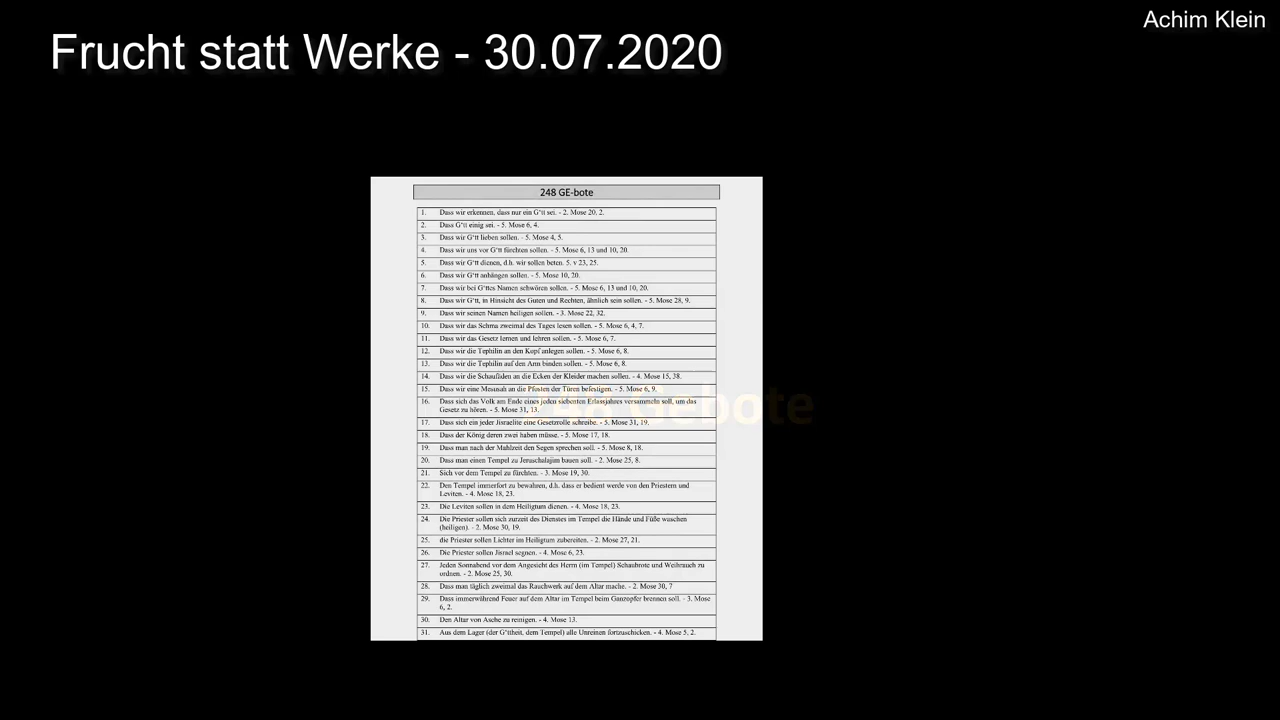 Achim Klein
Frucht statt Werke - 30.07.2020
248 GE-bote
1. Dass wir erkennen, dass nur ein G*tt sei. - 2. Mose 20, 2.
2. Dass G*tt einig sei. - 5. Mose 6, 4.
3. Dass wir G*tt lieben sollen. - 5. Mose 4, 5.
4. Dass wir uns vor G*tt fürchten sollen. - 5. Mose 6, 13 und 10, 20.
5. Dass wir G*tt dienen, d.h. wir sollen beten. 5. v 23, 25.
6. Dass wir G*tt anhängen sollen. - 5. Mose 10, 20.
7. Dass wir bei G*ttes Namen schwören sollen. - 5. Mose 6, 13 und 10, 20.
8. Dass wir G*tt, in Hinsicht des Guten und Rechten, ähnlich sein sollen. - 5. Mose 28, 9.
9. Dass wir seinen Namen heiligen sollen. - 3. Mose 22, 32.
10. Dass wir das Schma zweimal des Tages lesen sollen. - 5. Mose 6, 4, 7.
11. Dass wir das Gesetz lernen und lehren sollen. - 5. Mose 6, 7.
12. Dass wir die Tephilin an den Kopf anlegen sollen. - 5. Mose 6, 8.
13. Dass wir die Tephilin auf den Arm binden sollen. - 5. Mose 6, 8.
14. Dass wir die Schaufäden an die Ecken der Kleider machen sollen. - 4. Mose 15, 38.
15. Dass wir eine Mesusah an die Pfosten der Türen befestigen. - 5. Mose 6, 9.
16. Dass sich das Volk am Ende eines jeden siebenten Erlassjahres versammeln soll, um das
Gesetz zu hören. - 5. Mose 31, 13.
248 Gebote
17. Dass sich ein jeder Jisraelite eine Gesetzrolle schreibe. - 5. Mose 31, 19.
18. Dass der König deren zwei haben müsse. - 5. Mose 17, 18.
19. Dass man nach der Mahlzeit den Segen sprechen soll. - 5. Mose 8, 18.
20. Dass man einen Tempel zu Jeruschalajim bauen soll. - 2. Mose 25, 8.
21. Sich vor dem Tempel zu fürchten. - 3. Mose 19, 30.
22. Den Tempel immerfort zu bewahren, d.h. dass er bedient werde von den Priestern und
Leviten. - 4. Mose 18, 23.
23. Die Leviten sollen in dem Heiligtum dienen. - 4. Mose 18, 23.
24. Die Priester sollen sich zurzeit des Dienstes im Tempel die Hände und Füße waschen
(heiligen). - 2. Mose 30, 19.
25. die Priester sollen Lichter im Heiligtum zubereiten. - 2. Mose 27, 21.
26. Die Priester sollen Jisrael segnen. - 4. Mose 6, 23.
27. Jeden Sonnabend vor dem Angesicht des Herrn (im Tempel) Schaubrote und Weihrauch zu
ordnen. - 2. Mose 25, 30.
28. Dass man täglich zweimal das Rauchwerk auf dem Altar mache. - 2. Mose 30, 7
29. Dass immerwährend Feuer auf dem Altar im Tempel beim Ganzopfer brennen soll. - 3. Mose
6, 2.
30. Den Altar von Asche zu reinigen. - 4. Mose 13.
31. Aus dem Lager (der G*ttheit, dem Tempel) alle Unreinen fortzuschicken. - 4. Mose 5, 2.